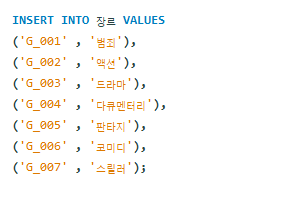 INSERT INTO 장르 VALUES
('G_001' , '범죄'),
('G_002' , '액션'),
('G_003' , '드라마'),
('G_004' , '다큐멘터리'),
('G_005' , '판타지'),
('G_006' , '코미디'),
('G_007' , '스릴러');